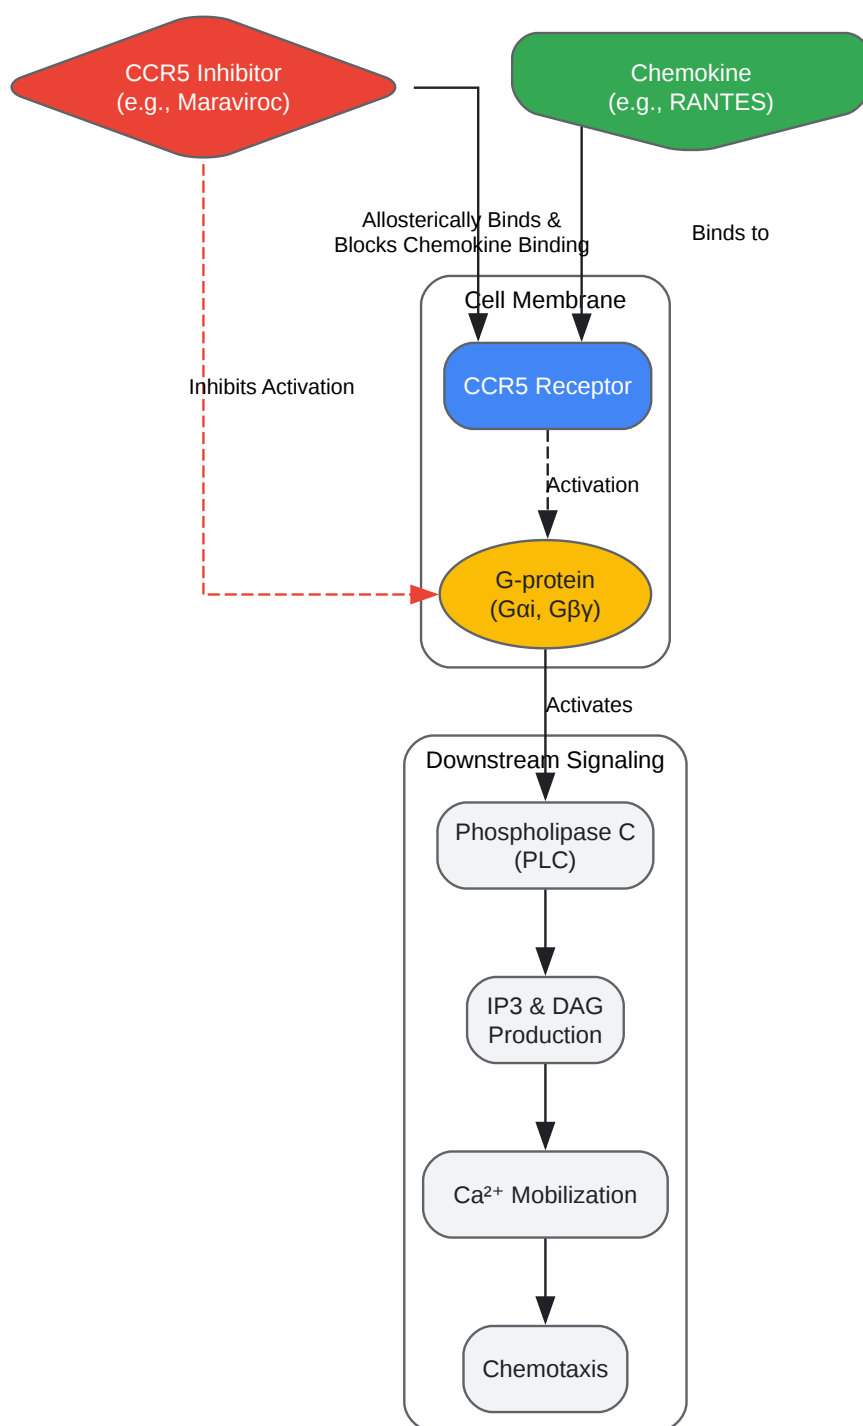 CCR5 Inhibitor
(e.g., Maraviroc)
Chemokine
(e.g., RANTES)
Allosterically Binds &
Blocks Chemokine Binding
Binds to
Cell Membrane
CCR5 Receptor
Inhibits Activation
Activation
G-protein
(Gαi, Gβγ)
Activates
Downstream Signaling
Phospholipase C
(PLC)
IP3 & DAG
Production
Ca²⁺ Mobilization
Chemotaxis